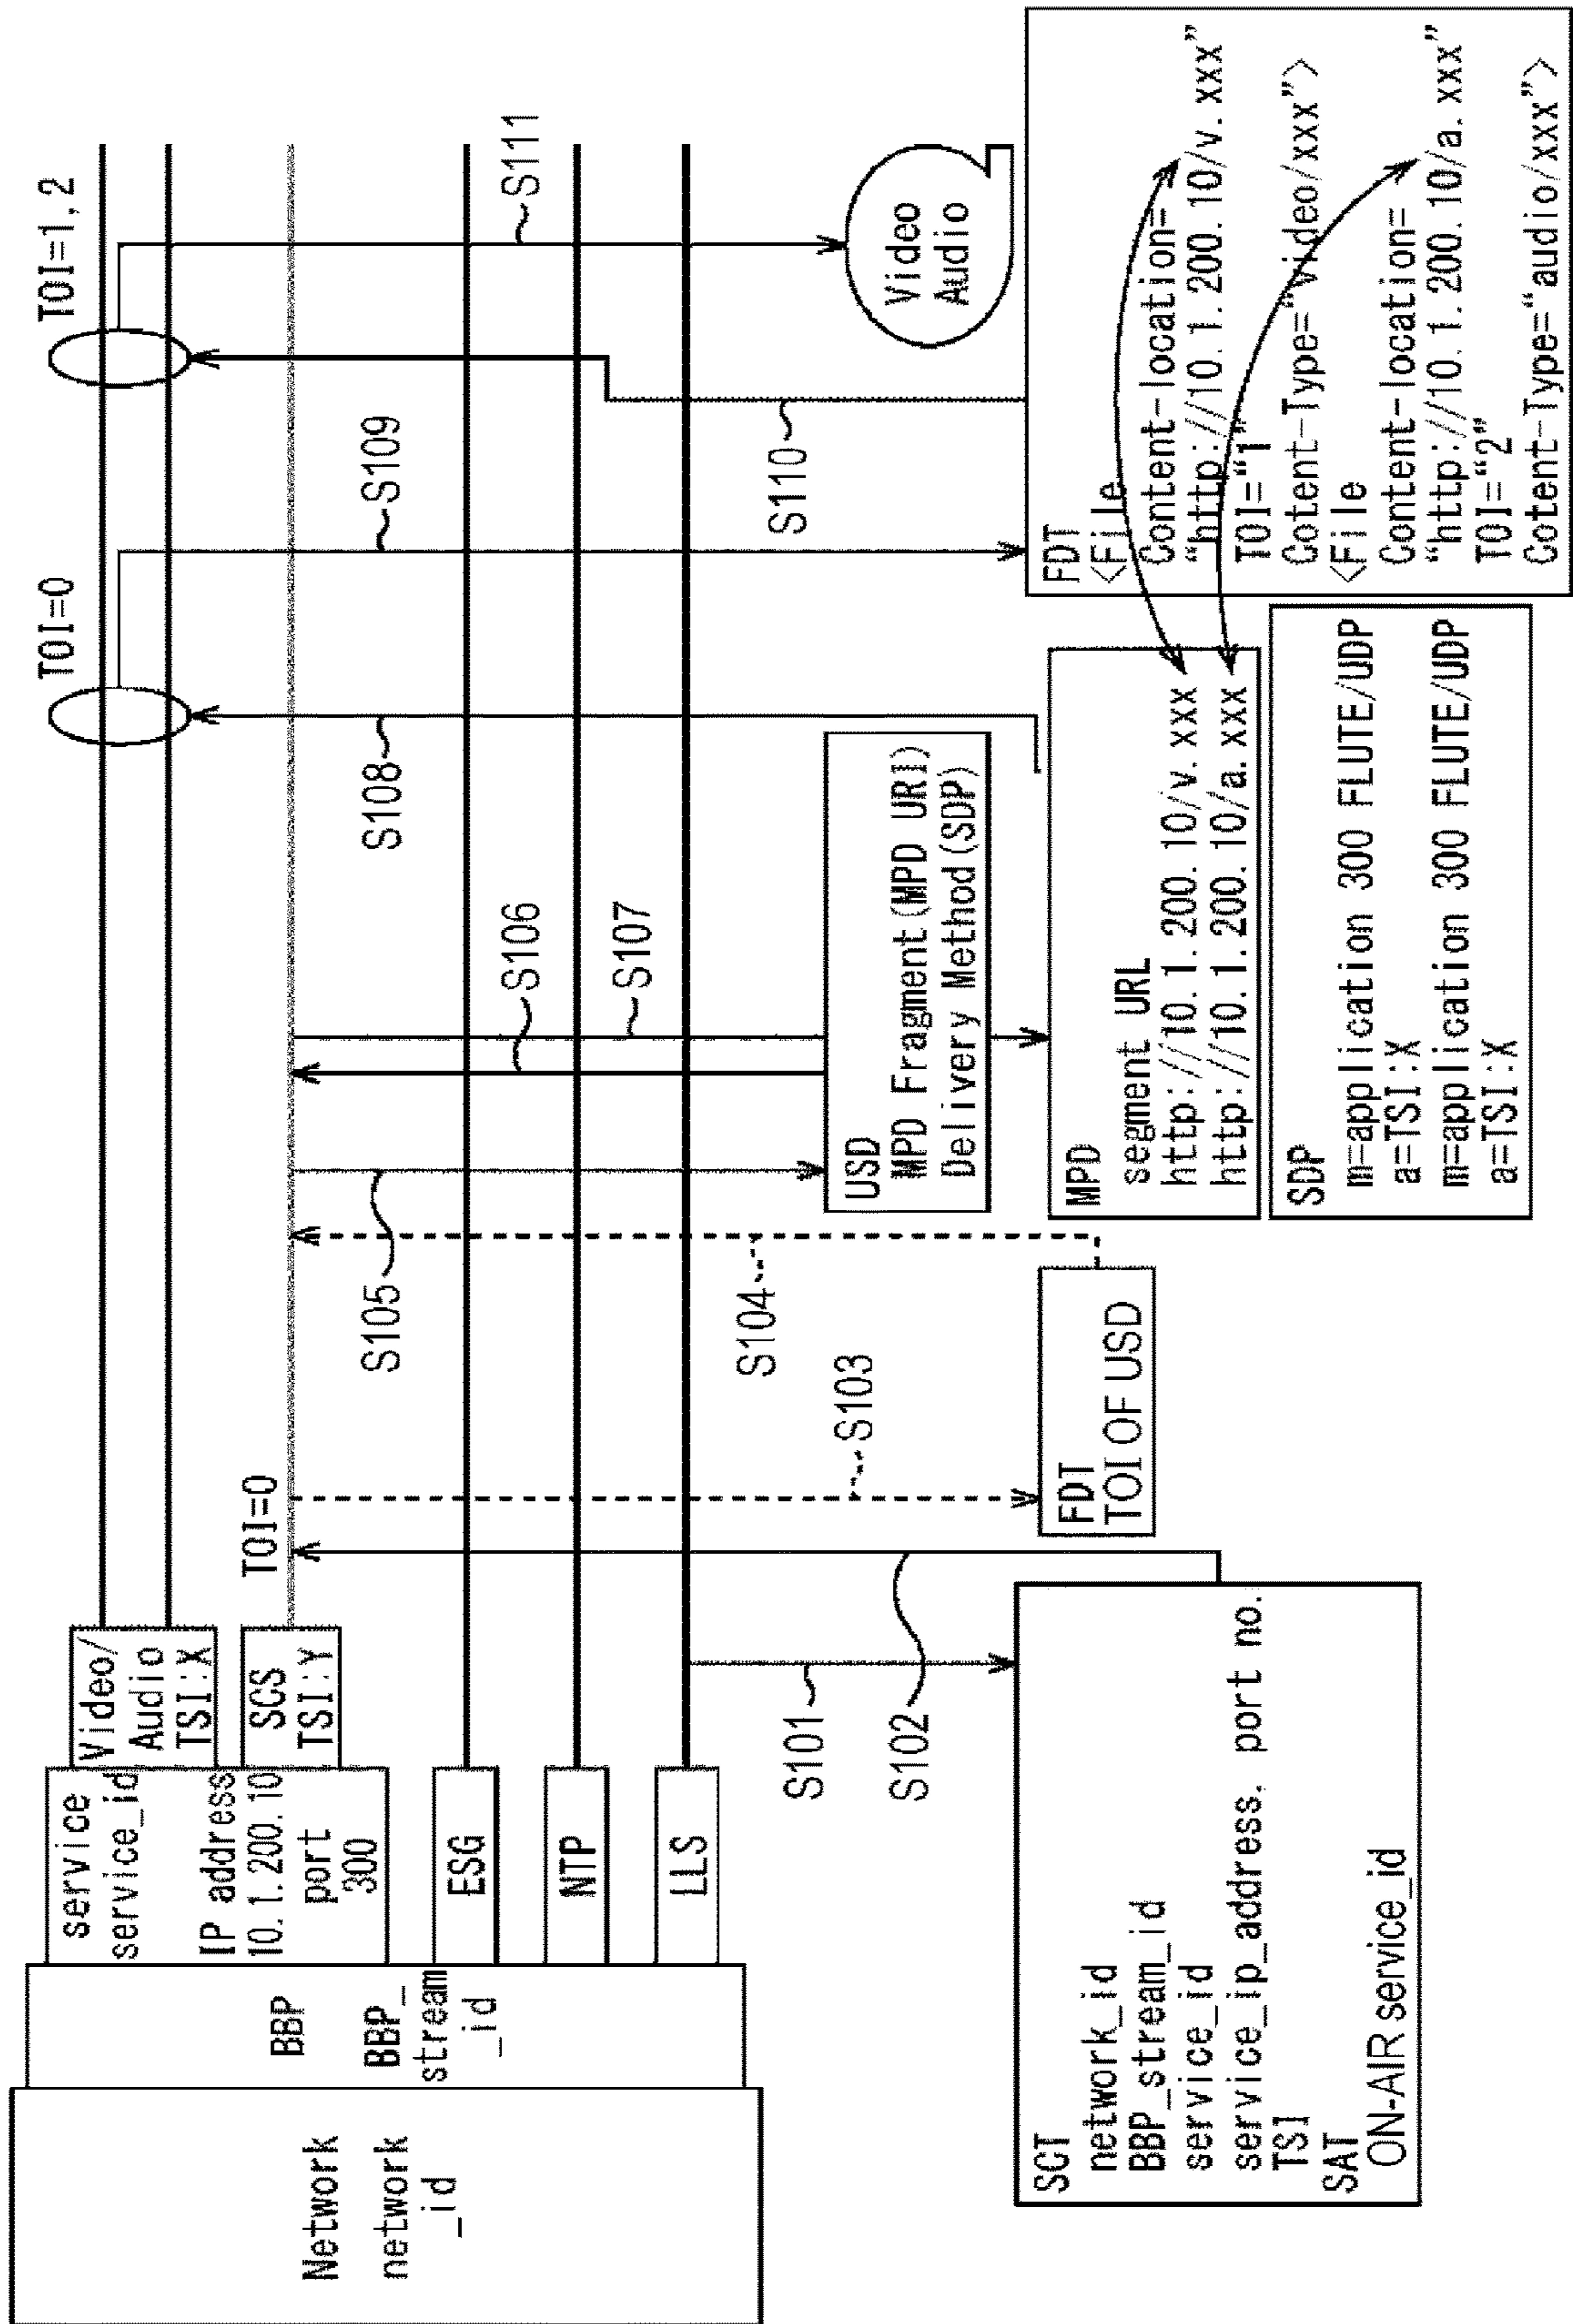 Network
network
_id
BBP
BBP_
stream
_id
service
service_id
IP address
10.1.200.10
port
300
ESG
NTP
LLS
Video/
Audio
TSI:X
SCS
TSI:Y
TOI=0
TOI=0
TOI=1,2
S101
S102
S103
S104
S105
S106
S107
S108
S109
S110
S111
SCT
network_id
BBP_stream_id
service_id
service_ip_address, port no.
TSI
SAT
ON-AIR service_id
FDT
TOI OF USD
USD
MPD Fragment(MPD URI)
Delivery Method(SDP)
MPD
segment URL
http://10.1.200.10/v.xxx
http://10.1.200.10/a.xxx
SDP
m=application 300 FLUTE/UDP
a=TSI:X
m=application 300 FLUTE/UDP
a=TSI:X
Video
Audio
FDT
<File
Content-location=
“http://10.1.200.10/v.xxx”
TOI=“1”
Cotent-Type=“video/xxx”>
<File
Content-location=
“http://10.1.200.10/a.xxx”
TOI=“2”
Cotent-Type=“audio/xxx”>